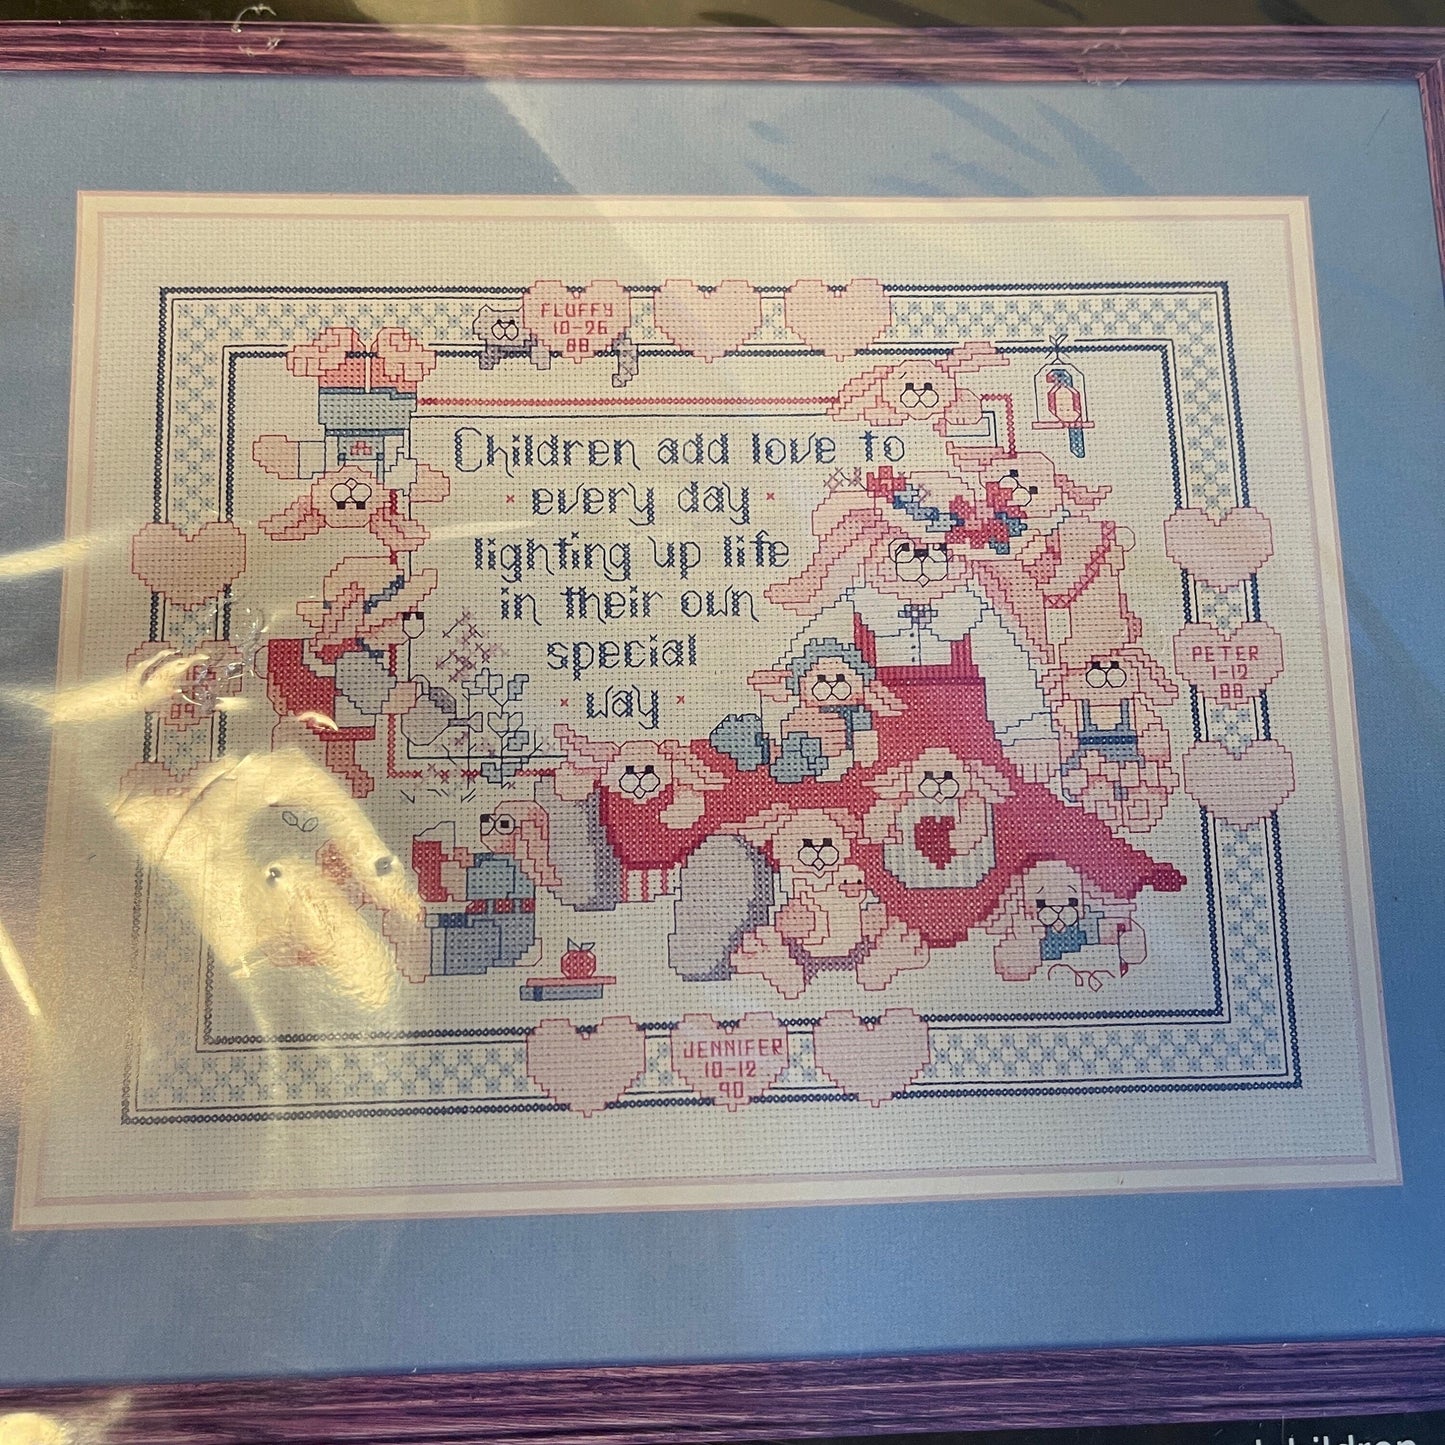 FLUFFY
10-26
88
Children add love to
every day
lighting up life
in their own
special
way
PETER
1-12
88
JENNIFER
10-12
90
children